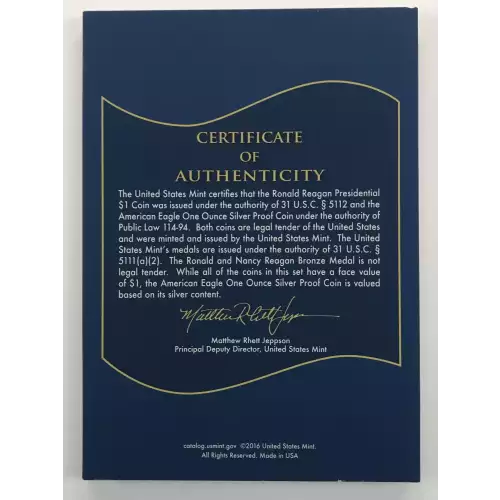 CERTIFICATE
OF
AUTHENTICITY
The United States Mint certifies that the Ronald Reagan Presidential
$1 Coin was issued under the authority of 31 U.S.C. § 5112 and the
American Eagle One Ounce Silver Proof Coin under the authority of
Public Law 114-94. Both coins are legal tender of the United States
and were minted and issued by the United States Mint. The United
States Mint's medals are issued under the authority of 31 U.S.C. §
5111(a)(2). The Ronald and Nancy Reagan Bronze Medal is not
legal tender. While all of the coins in this set have a face value
of $1, the American Eagle One Ounce Silver Proof Coin is valued
based on its silver content.
Matthew Rhett Jeppson
Matthew Rhett Jeppson
Principal Deputy Director, United States Mint
catalog.usmint.gov ©2016 United States Mint.
All Rights Reserved. Made in USA